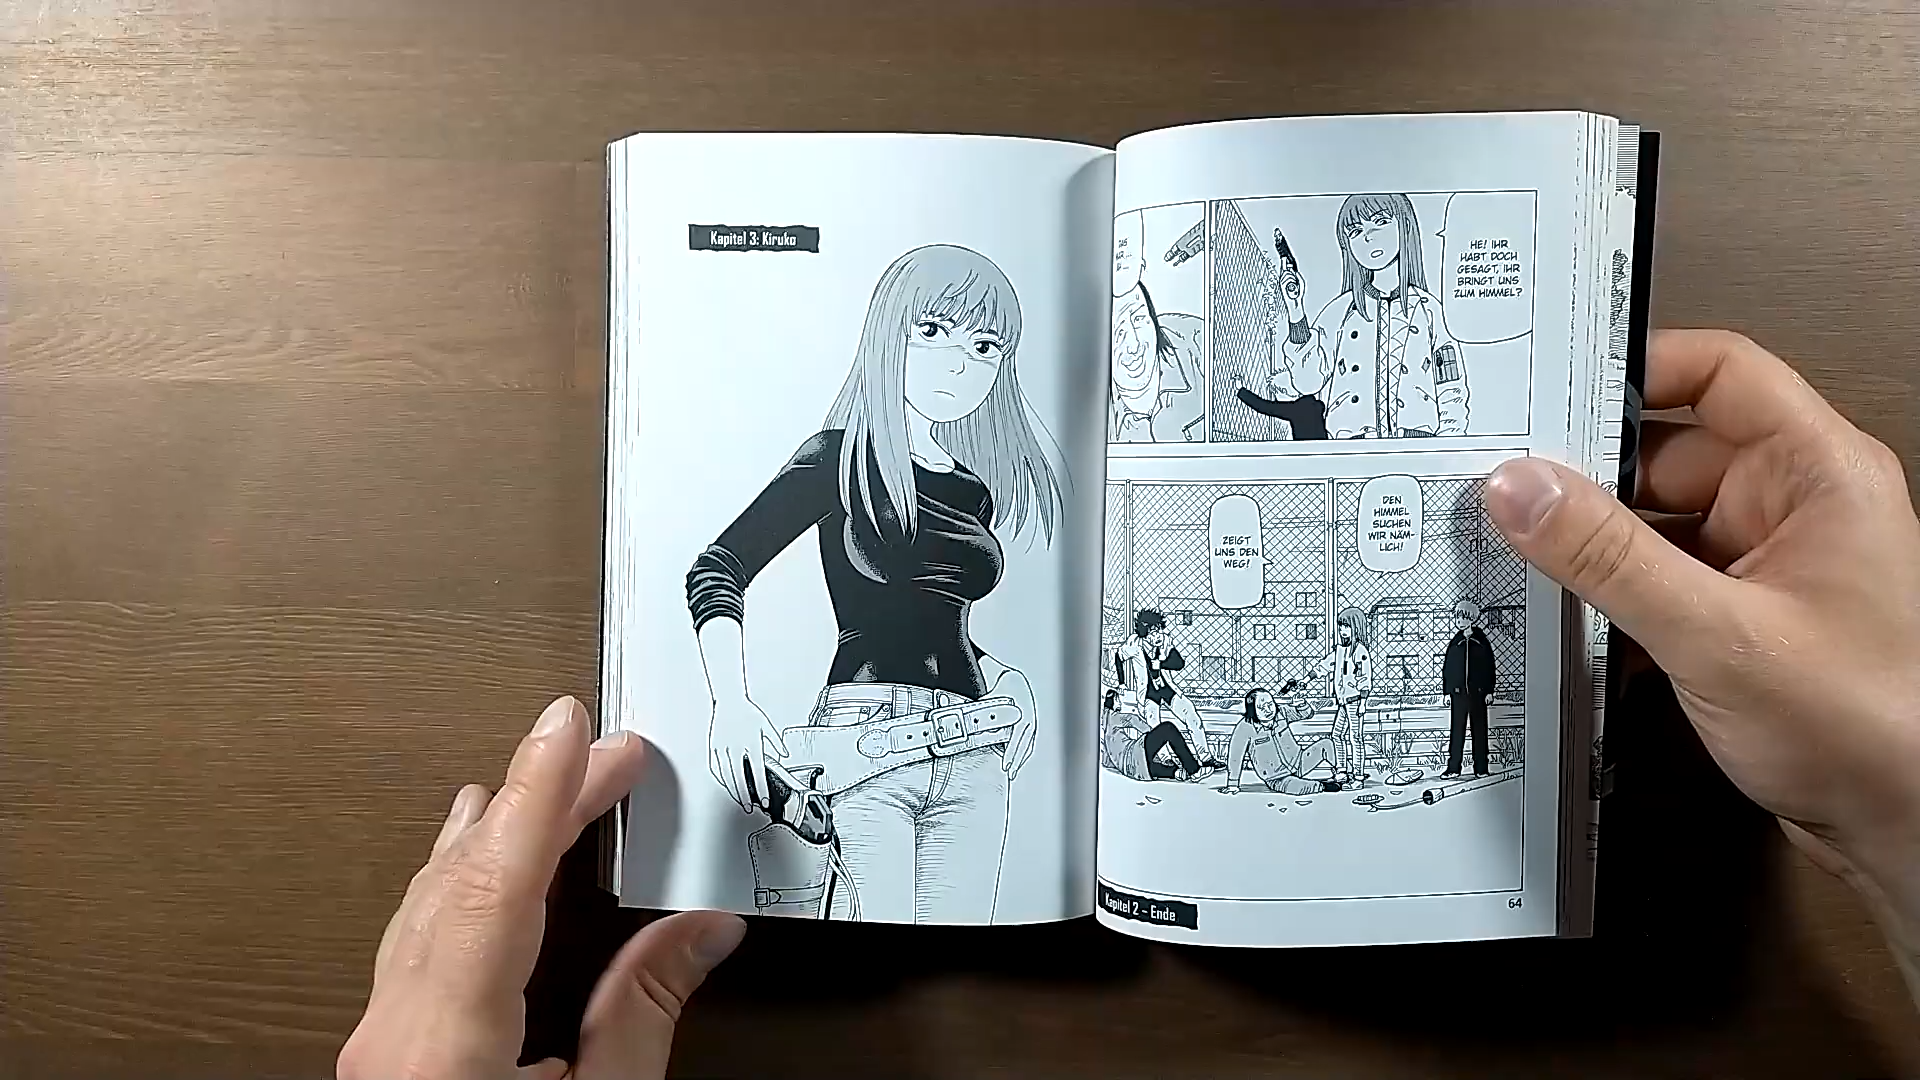 HE! IHR
HABT DOCH
GESAGT, IHR
BRINGT UNS
ZUM HIMMEL?
DEN
HIMMEL
SUCHEN
WIR NÄM-
LICH!
ZEIGT
UNS DEN
WEG!
Kapitel 2 – Ende
64
Kapitel 3: Kiruko